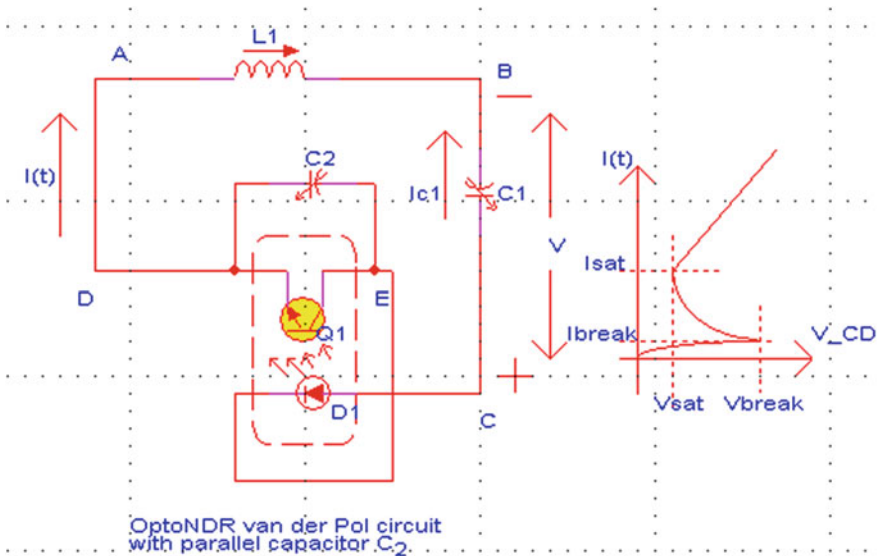 L1
A
B
C2
I(t)
Jc1
C1
I(t)
V
Isat
D
E
Q1
Ibreak
V_CD
D1
Vsat
Vbreak
C
OptoNDR van der Pol circuit
with parallel capacitor C2